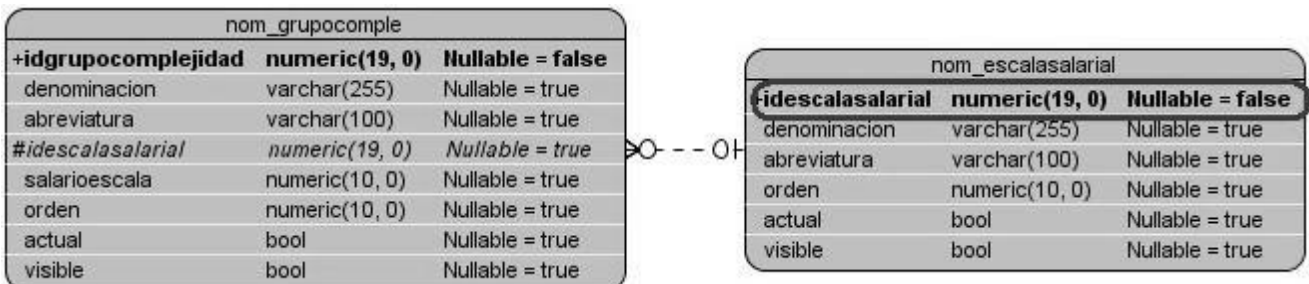 nom_grupocomple
+idgrupocomplejidad numeric(19, 0) Nullable = false
denominacion varchar(255) Nullable = true
abreviatura varchar(100) Nullable = true
#idescalasalarial numeric(19, 0) Nullable = true
salarioescala numeric(10, 0) Nullable = true
orden numeric(10, 0) Nullable = true
actual bool Nullable = true
visible bool Nullable = true
nom_escalasalarial
+idescalasalarial numeric(19, 0) Nullable = false
denominacion varchar(255) Nullable = true
abreviatura varchar(100) Nullable = true
orden numeric(10, 0) Nullable = true
actual bool Nullable = true
visible bool Nullable = true